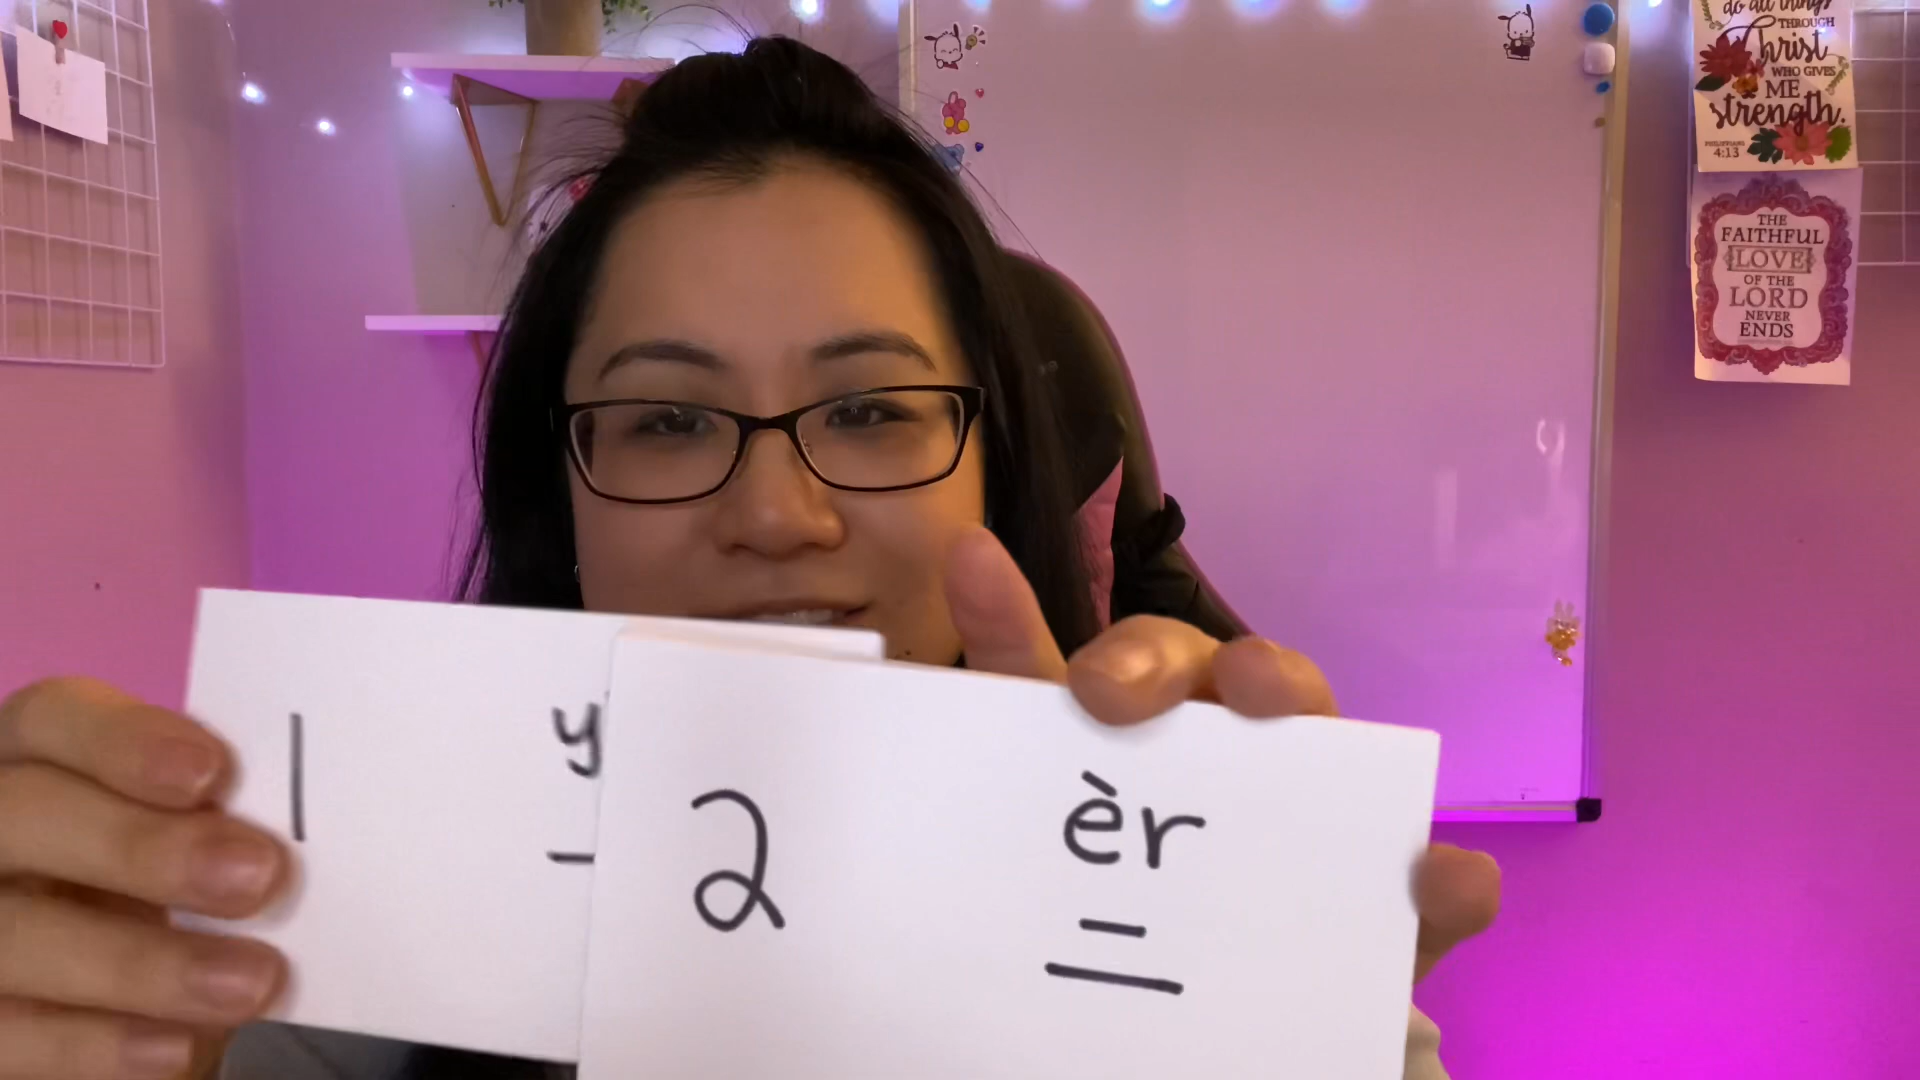 1
y
一
2
èr
二
do all things
THROUGH
Christ
WHO GIVES
ME
strength.
PHILIPPIANS
4:13
THE
FAITHFUL
LOVE
OF THE
LORD
NEVER
ENDS